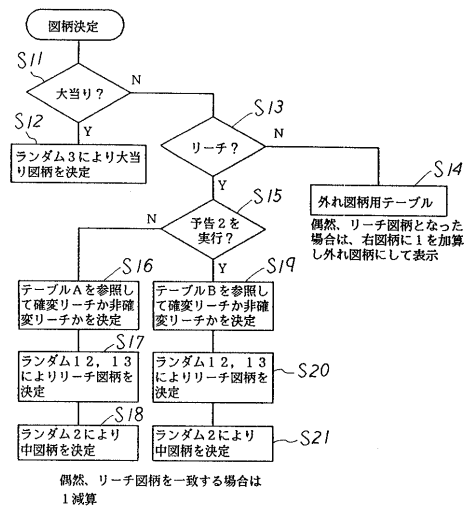 図柄決定
S11
大当り？
N
Y
S12
ランダム3により大当
り図柄を決定
S13
リーチ？
N
Y
S14
外れ図柄用テーブル
偶然、リーチ図柄となった
場合は、右図柄に1を加算
し外れ図柄にして表示
S15
予告2を
実行？
N
Y
S16
テーブルAを参照し
て確変リーチか非確
変リーチかを決定
S17
ランダム12，13
によりリーチ図柄を
決定
S18
ランダム2により
中図柄を決定
S19
テーブルBを参照し
て確変リーチか非確
変リーチかを決定
S20
ランダム12，13
によりリーチ図柄を
決定
S21
ランダム2により
中図柄を決定
偶然、リーチ図柄を一致する場合は
1減算